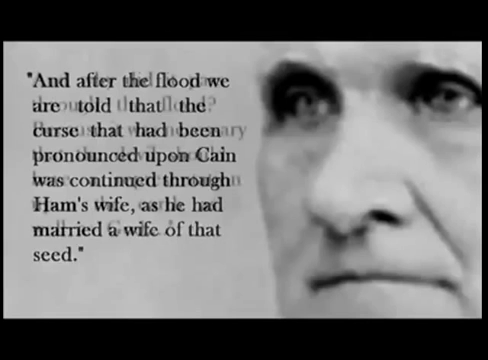 "And after the flood we
are told that the
curse that had been
pronounced upon Cain
was continued through
Ham's wife, as he had
married a wife of that
seed."